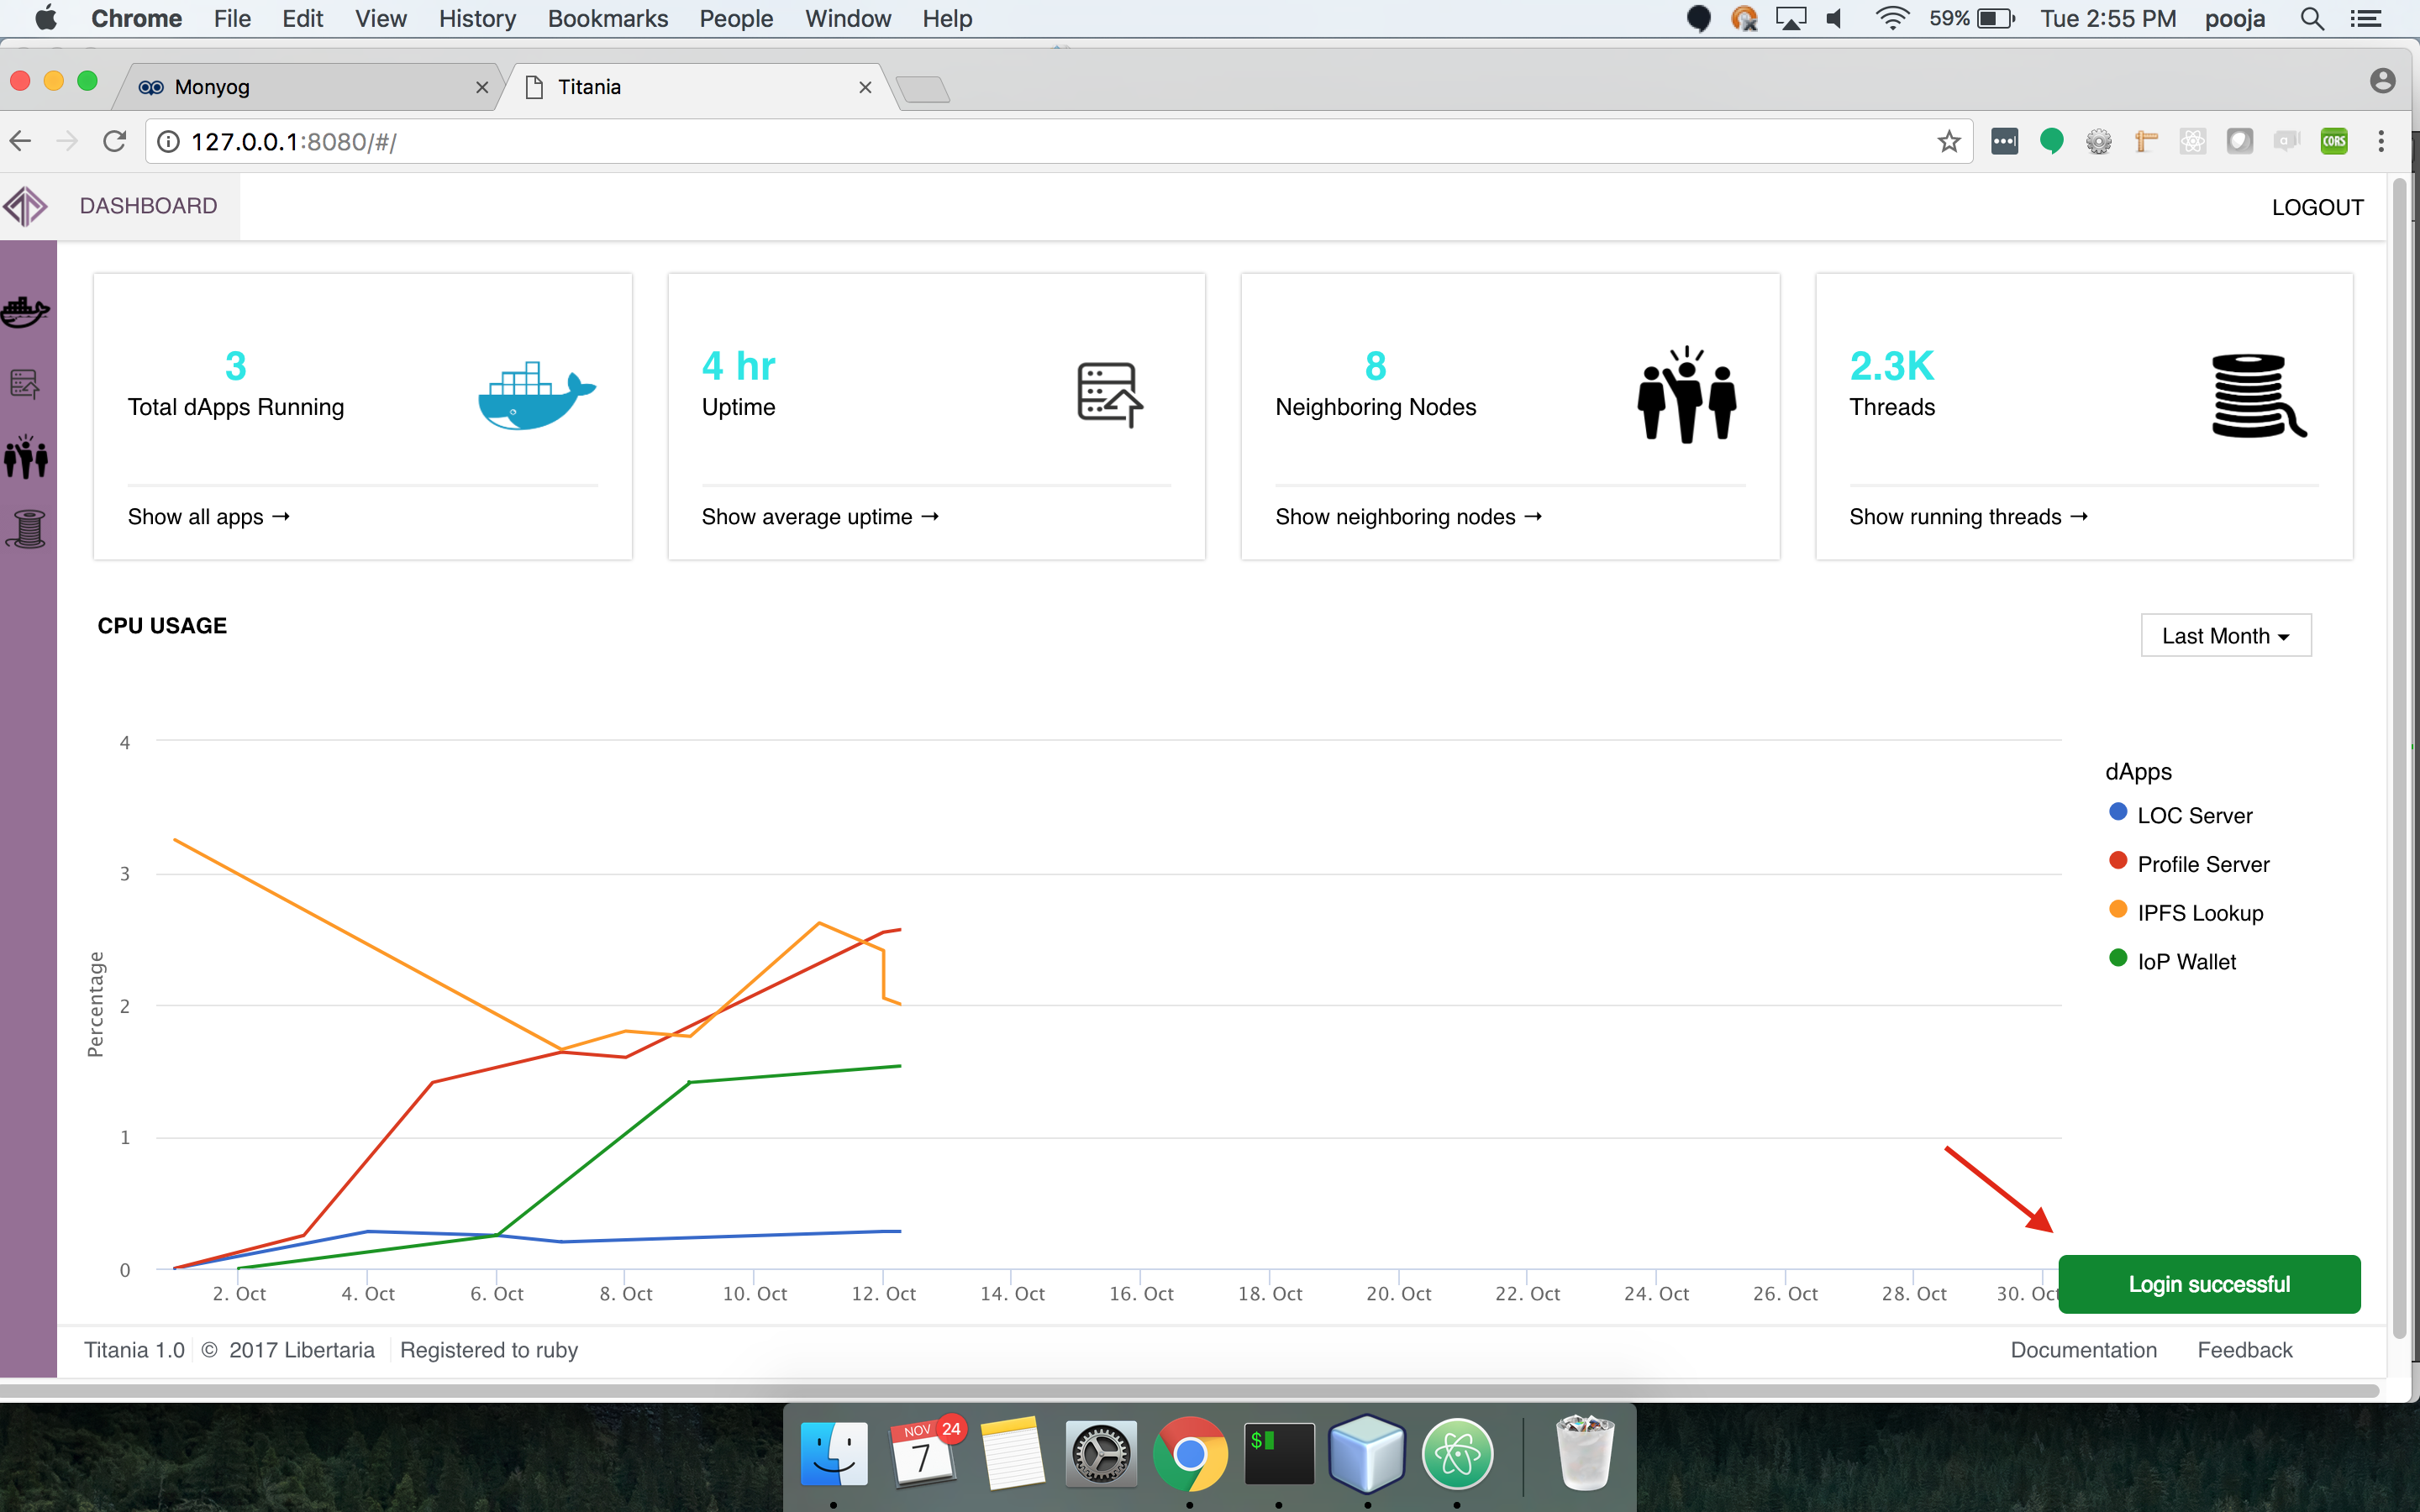 Chrome File Edit View History Bookmarks People Window Help 59% Tue 2:55 PM pooja
Monyog Titania
127.0.0.1:8080/#/ CORS
DASHBOARD LOGOUT
3 4 hr 8 2.3K
Total dApps Running Uptime Neighboring Nodes Threads
Show all apps → Show average uptime → Show neighboring nodes → Show running threads →
CPU USAGE
Last Month
4
3
2
1
0
Percentage
dApps
LOC Server
Profile Server
IPFS Lookup
IoP Wallet
2. Oct 4. Oct 6. Oct 8. Oct 10. Oct 12. Oct 14. Oct 16. Oct 18. Oct 20. Oct 22. Oct 24. Oct 26. Oct 28. Oct 30. Oct
Login successful
Titania 1.0 © 2017 Libertaria Registered to ruby Documentation Feedback
NOV 24
7
$